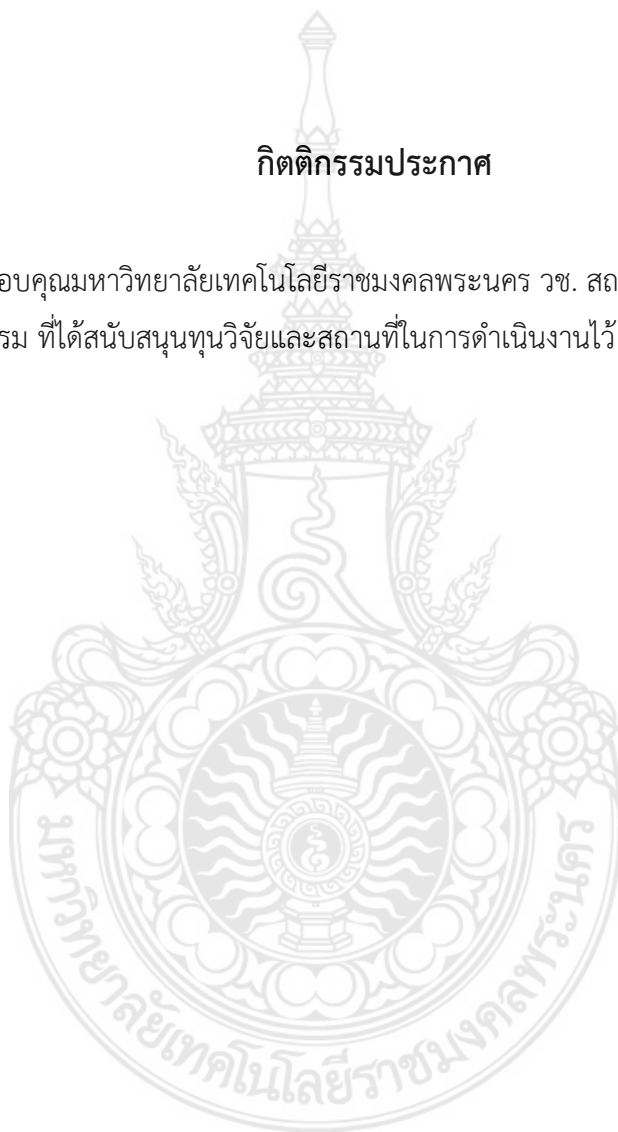 กิตติกรรมประกาศ
อบคุณมหาวิทยาลัยเทคโนโลยีราชมงคลพระนคร วช. สถ
รม ที่ได้สนับสนุนทุนวิจัยและสถานที่ในการดำเนินงานไว้
มหาวิทยาลัยเทคโนโลยีราชมงคลพระนคร